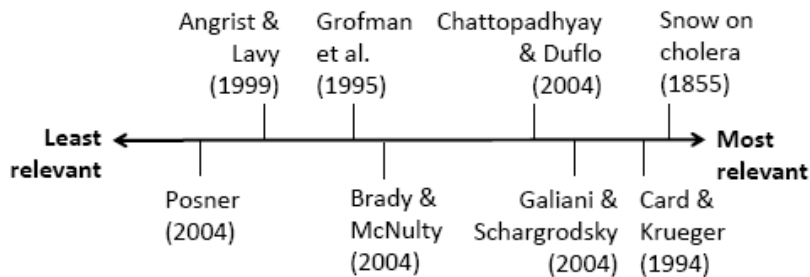 Angrist &
Lavy
(1999)
Grofman
et al.
(1995)
Chattopadhyay
& Duflo
(2004)
Snow on
cholera
(1855)
Least
relevant
Most
relevant
Posner
(2004)
Brady &
McNulty
(2004)
Galiani &
Schargrodsky
(2004)
Card &
Krueger
(1994)